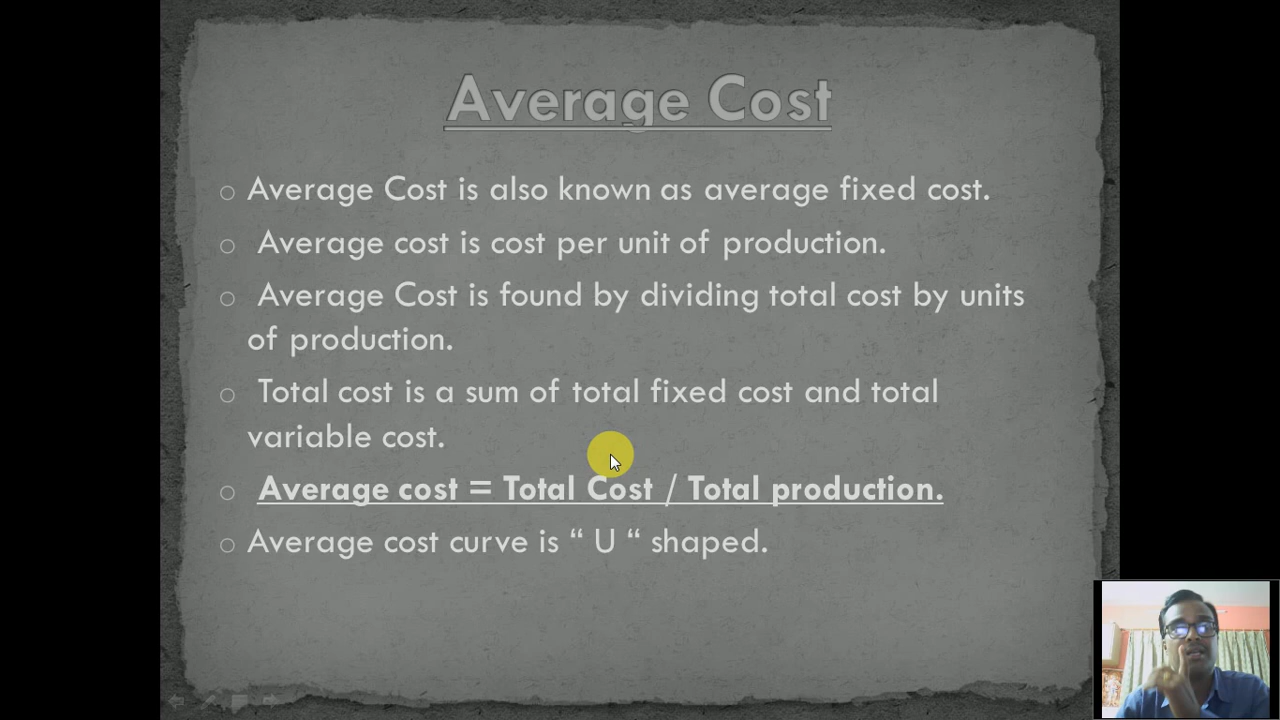 Average Cost
o Average Cost is also known as average fixed cost.
o Average cost is cost per unit of production.
o Average Cost is found by dividing total cost by units
of production.
o Total cost is a sum of total fixed cost and total
variable cost.
o Average cost = Total Cost / Total production.
o Average cost curve is “ U “ shaped.